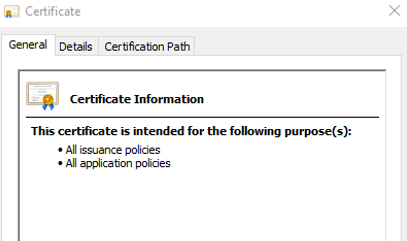 Certificate
General Details Certification Path
Certificate Information
This certificate is intended for the following purpose(s):
• All issuance policies
• All application policies